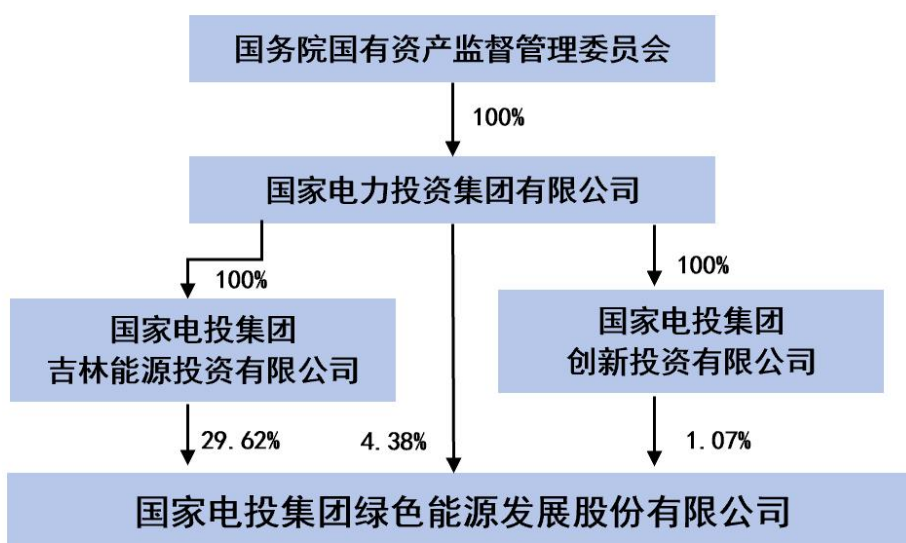 国务院国有资产监督管理委员会
100%
国家电力投资集团有限公司
100%
100%
国家电投集团
吉林能源投资有限公司
国家电投集团
创新投资有限公司
29.62%
4.38%
1.07%
国家电投集团绿色能源发展股份有限公司